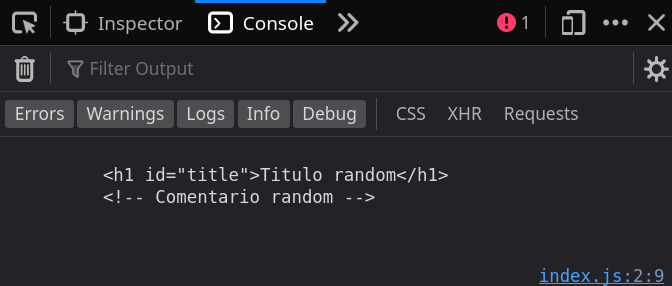 Inspector
Console
1
Filter Output
Errors Warnings Logs Info Debug CSS XHR Requests
<h1 id="title">Titulo random</h1>
<!-- Comentario random -->
index.js:2:9